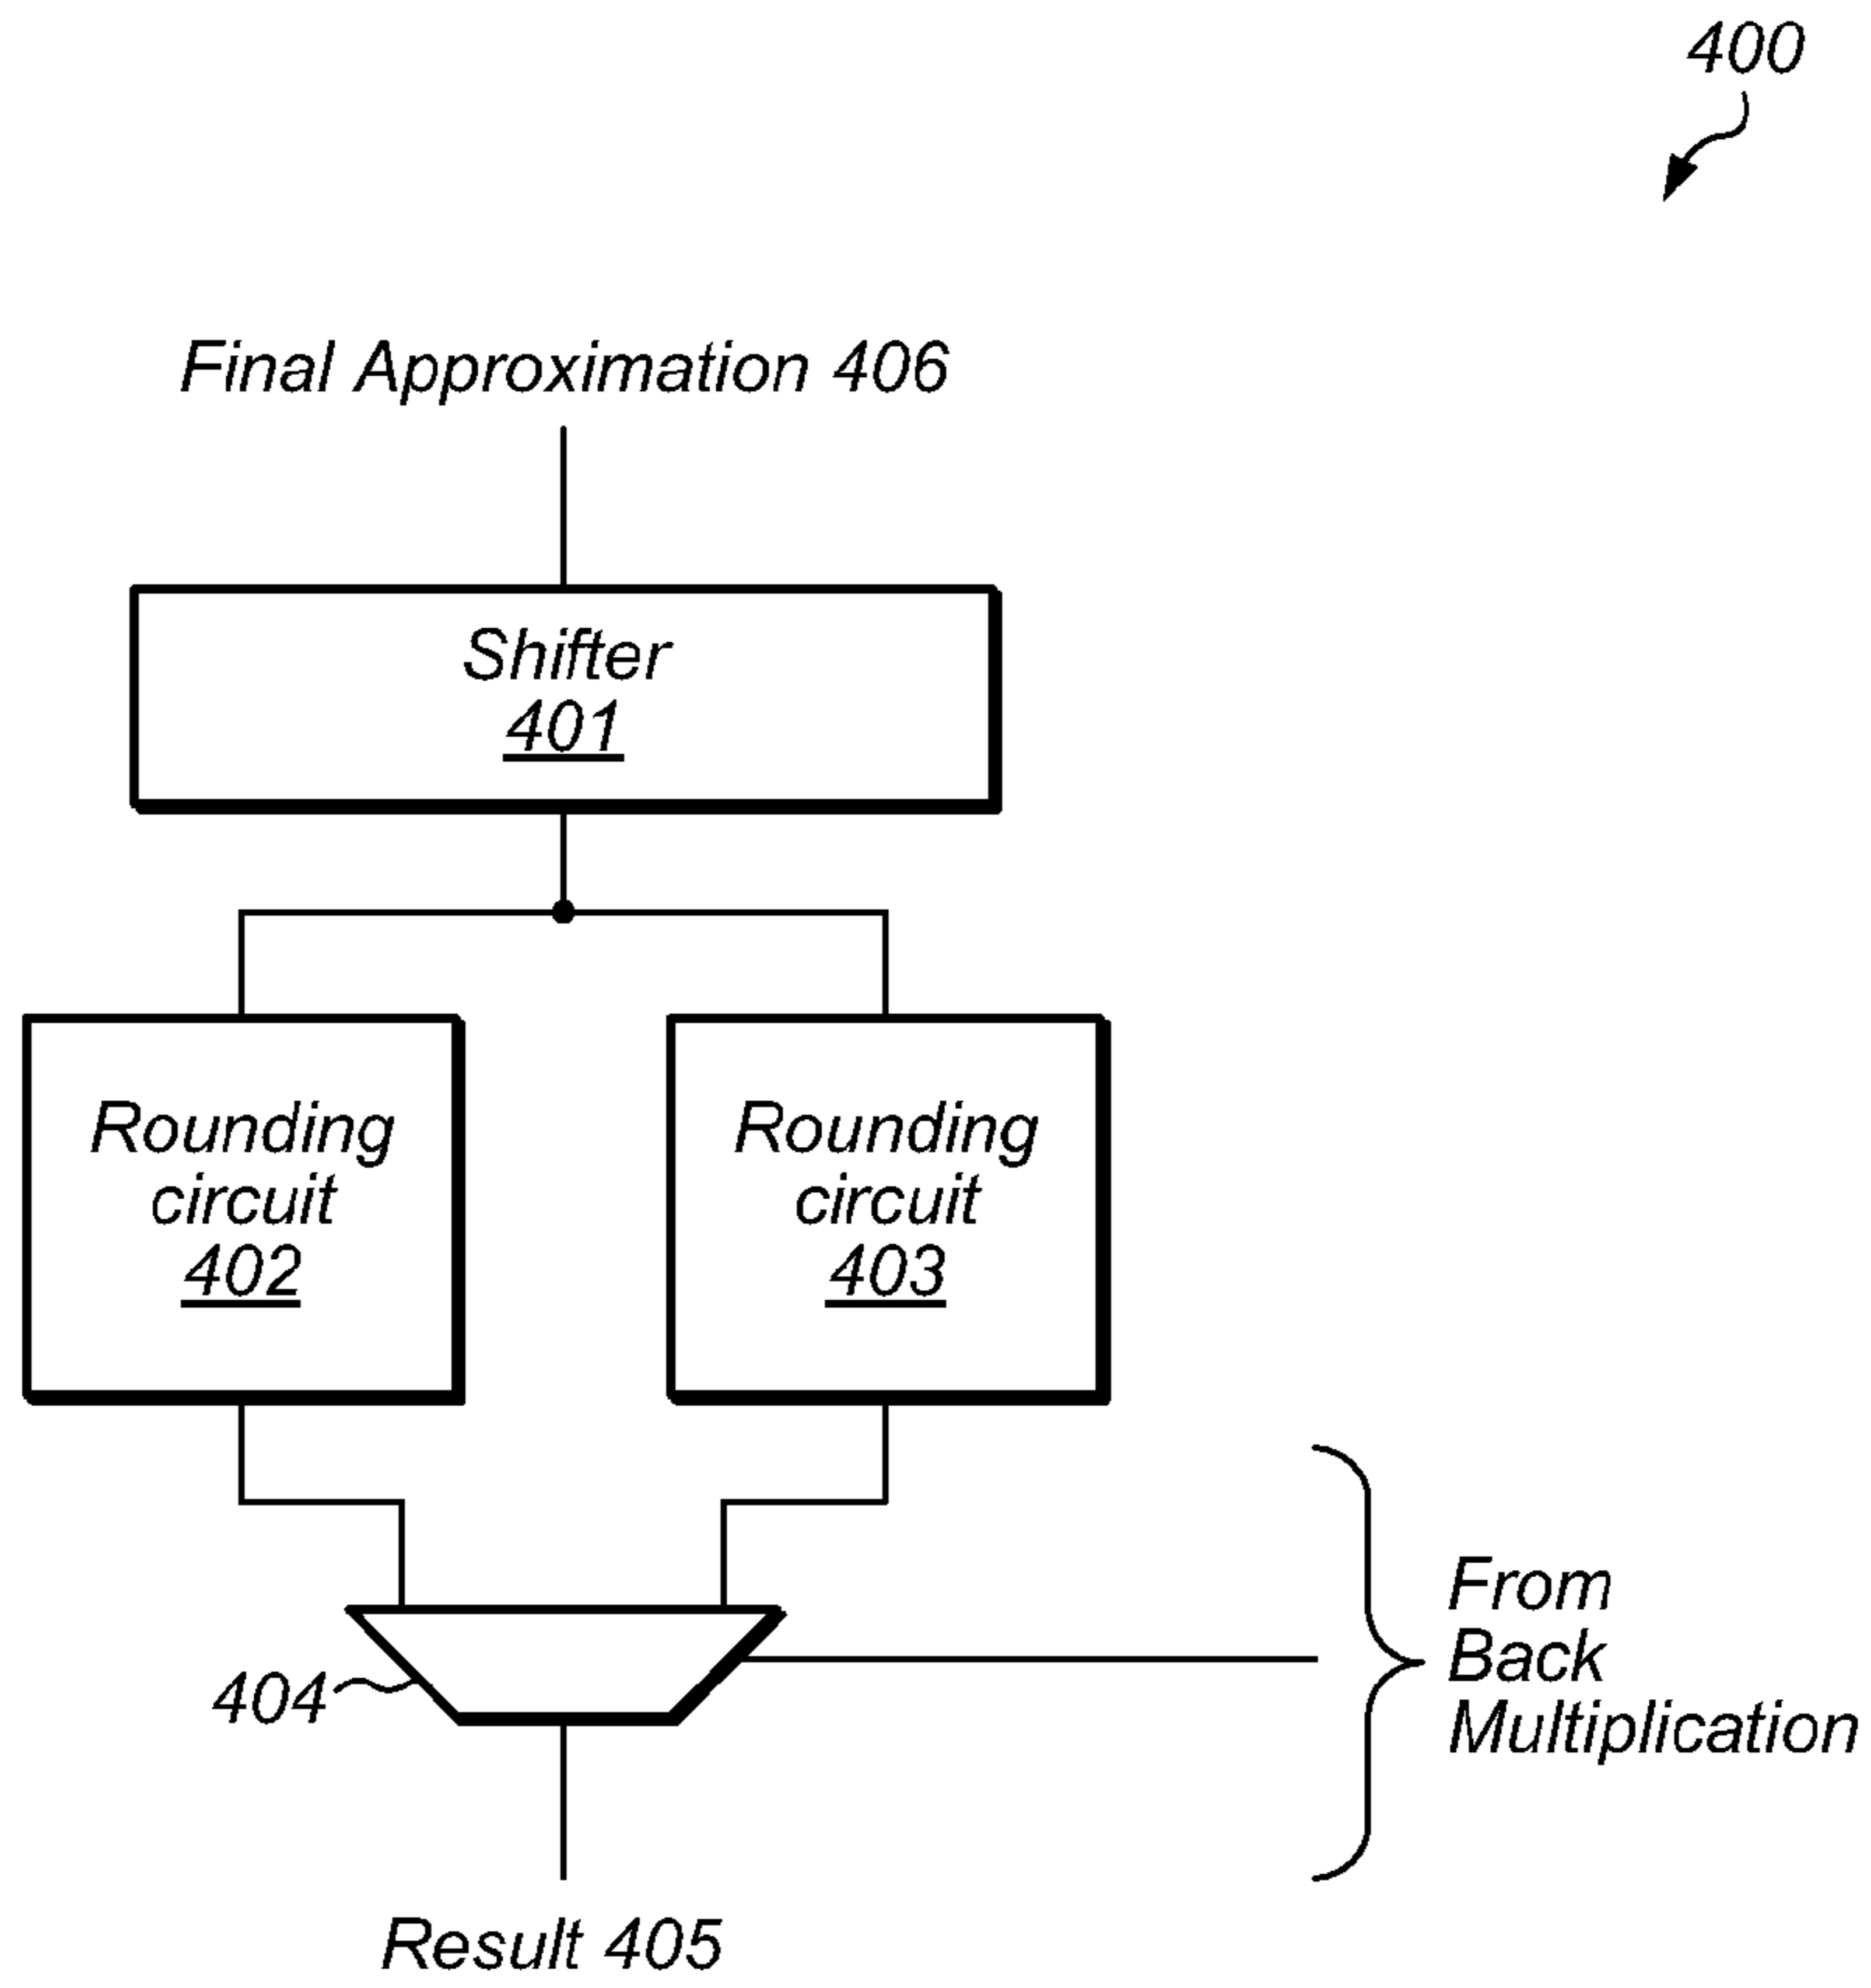 400
Final Approximation 406
Shifter
401
Rounding
circuit
402
Rounding
circuit
403
404
From
Back
Multiplication
Result 405